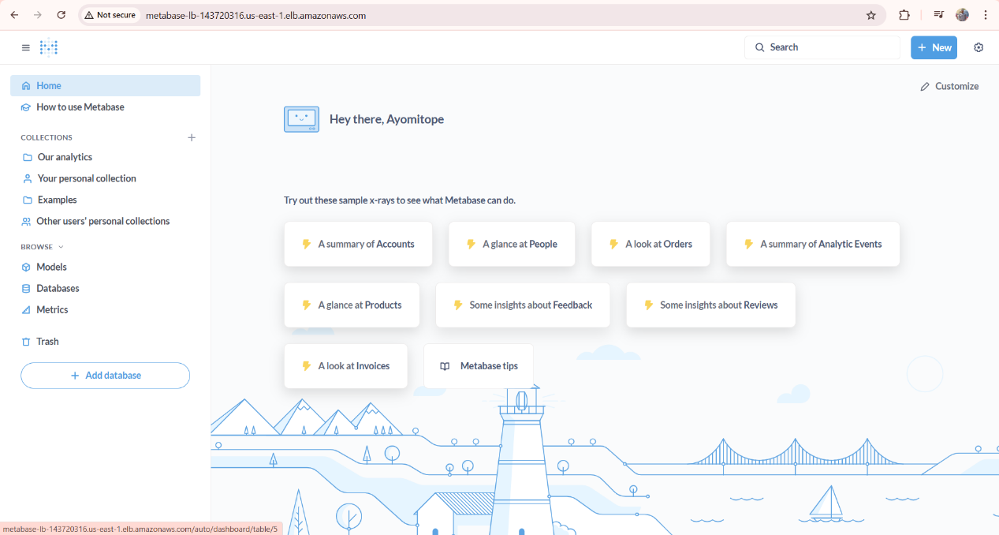 Not secure
metabase-lb-143720316.us-east-1.elb.amazonaws.com
Search
+ New
Home
How to use Metabase
Customize
Hey there, Ayomitope
COLLECTIONS
Our analytics
Your personal collection
Examples
Other users' personal collections
BROWSE
Models
Databases
Metrics
Trash
+ Add database
Try out these sample x-rays to see what Metabase can do.
A summary of Accounts
A glance at People
A look at Orders
A summary of Analytic Events
A glance at Products
Some insights about Feedback
Some insights about Reviews
A look at Invoices
Metabase tips
metabase-lb-143720316.us-east-1.elb.amazonaws.com/auto/dashboard/table/5